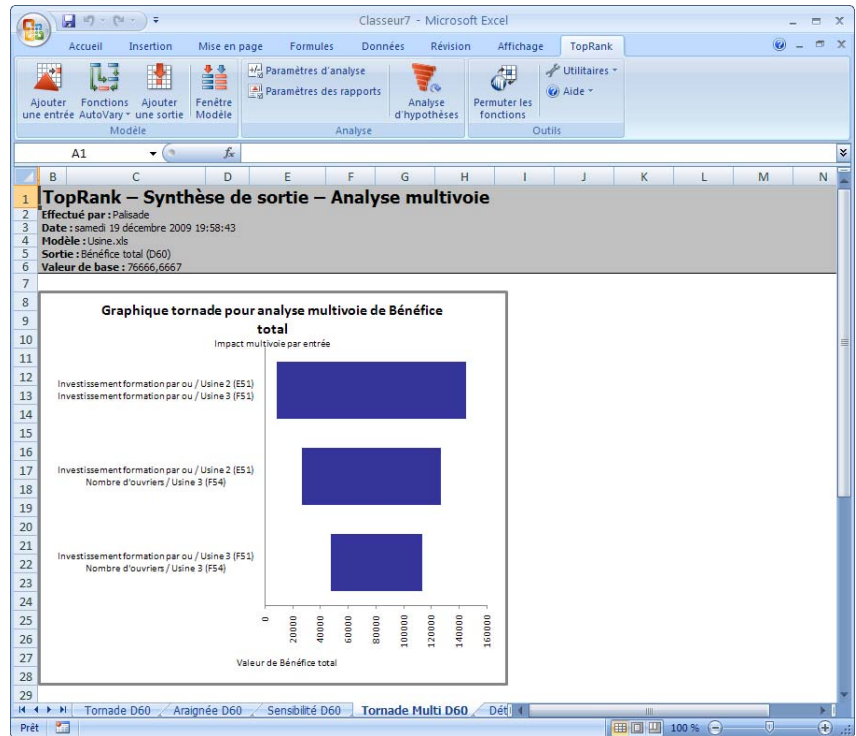 Classeur7 - Microsoft Excel
Accueil Insertion Mise en page Formules Données Révision Affichage TopRank
Ajouter une entrée
Fonctions AutoVary
Ajouter une sortie
Fenêtre Modèle
Paramètres d'analyse
Paramètres des rapports
Analyse d'hypothèses
Permuter les fonctions
Utilitaires
Aide
Modèle Analyse Outils
A1 fx
B C D E F G H I J K L M N
1 TopRank – Synthèse de sortie – Analyse multivoie
2 Effectué par : Palisade
3 Date : samedi 19 décembre 2009 19:58:43
4 Modèle : Usine.xls
5 Sortie : Bénéfice total (D60)
6 Valeur de base : 76666,6667
7
8
9
10
11
12
13
14
15
16
17
18
19
20
21
22
23
24
25
26
27
28
29
Graphique tornade pour analyse multivoie de Bénéfice
total
Impact multivoie par entrée
Investissement formation par ou / Usine 2 (E51)
Investissement formation par ou / Usine 3 (F51)
Investissement formation par ou / Usine 2 (E51)
Nombre d'ouvriers / Usine 3 (F54)
Investissement formation par ou / Usine 3 (F51)
Nombre d'ouvriers / Usine 3 (F54)
0 20000 40000 60000 80000 100000 120000 140000 160000
Valeur de Bénéfice total
Tornade D60 Araignée D60 Sensibilité D60 Tornade Multi D60
Prêt 100 %